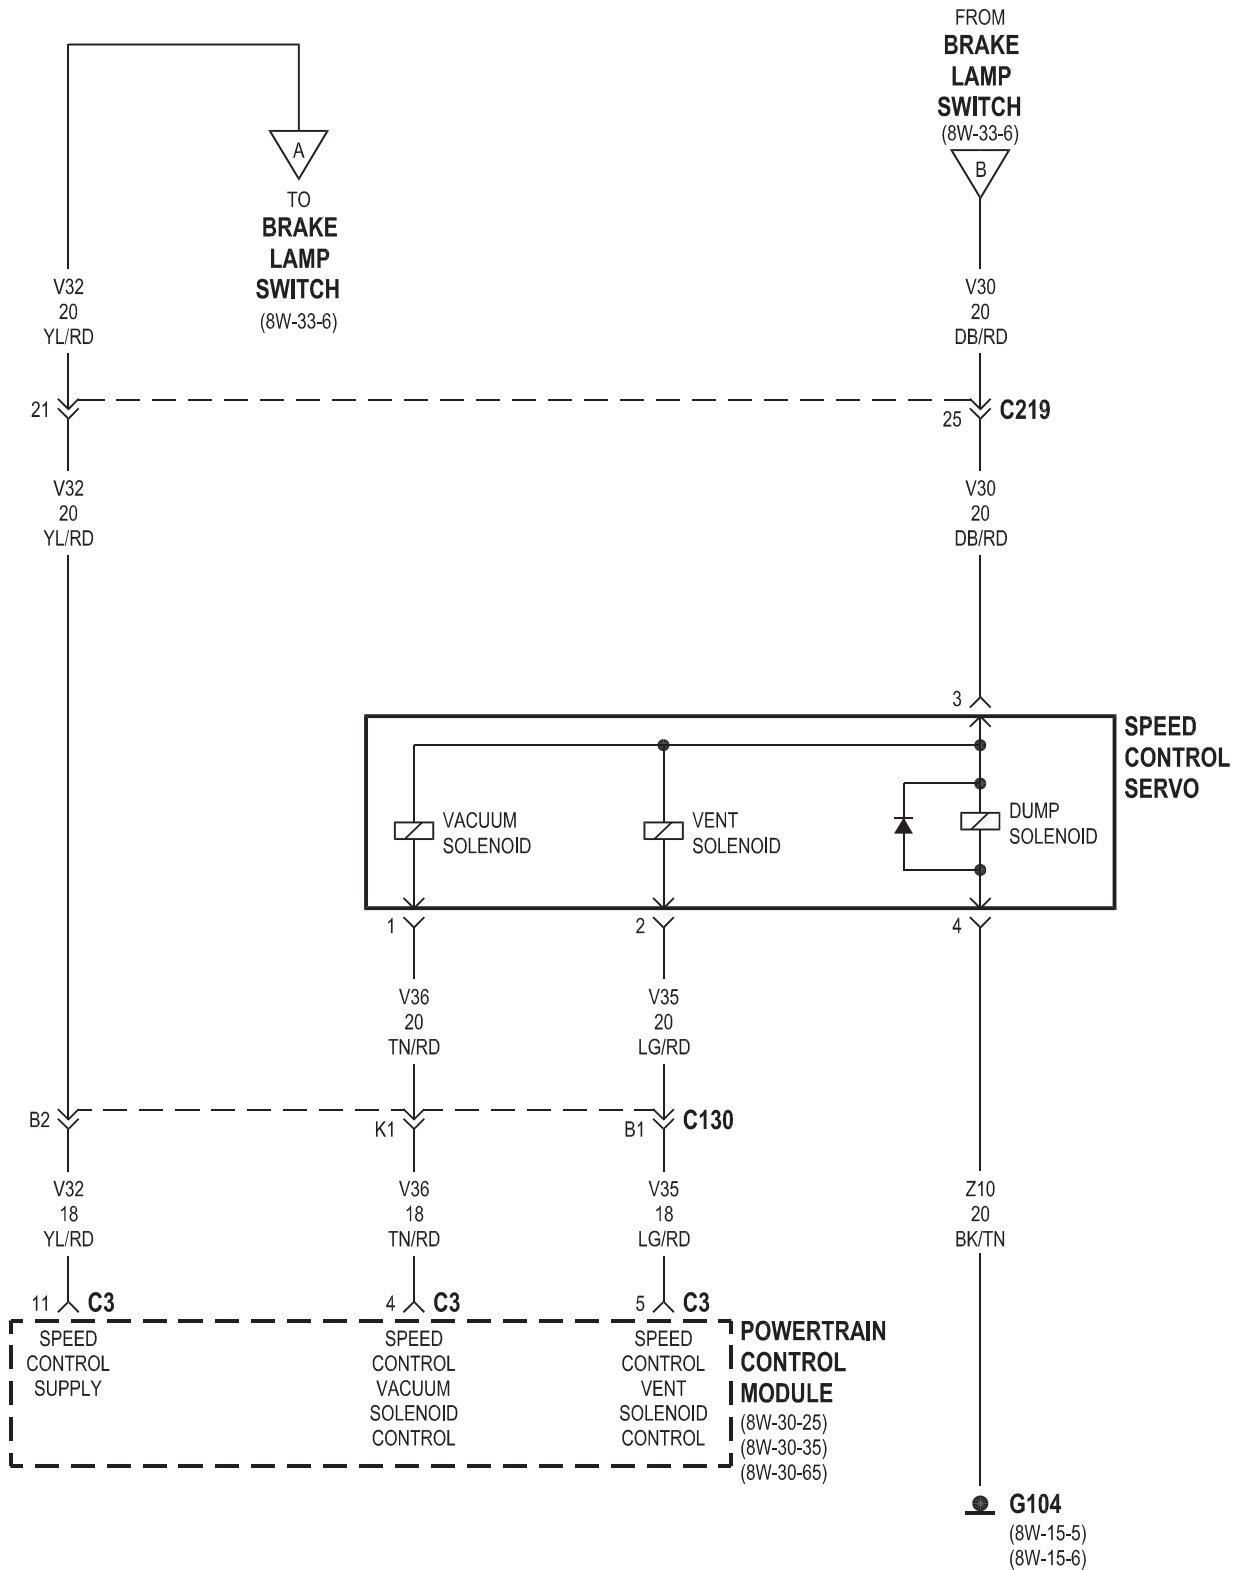 FROM
BRAKE
LAMP
SWITCH
(8W-33-6)
A
B
TO
BRAKE
LAMP
SWITCH
(8W-33-6)
V32
20
YL/RD
V30
20
DB/RD
21
25
C219
V32
20
YL/RD
V30
20
DB/RD
3
SPEED
CONTROL
SERVO
VACUUM
SOLENOID
VENT
SOLENOID
DUMP
SOLENOID
1
2
4
V36
20
TN/RD
V35
20
LG/RD
B2
K1
B1
C130
V32
18
YL/RD
V36
18
TN/RD
V35
18
LG/RD
Z10
20
BK/TN
11
C3
4
C3
5
C3
SPEED
CONTROL
SUPPLY
SPEED
CONTROL
VACUUM
SOLENOID
CONTROL
SPEED
CONTROL
VENT
SOLENOID
CONTROL
POWERTRAIN
CONTROL
MODULE
(8W-30-25)
(8W-30-35)
(8W-30-65)
G104
(8W-15-5)
(8W-15-6)